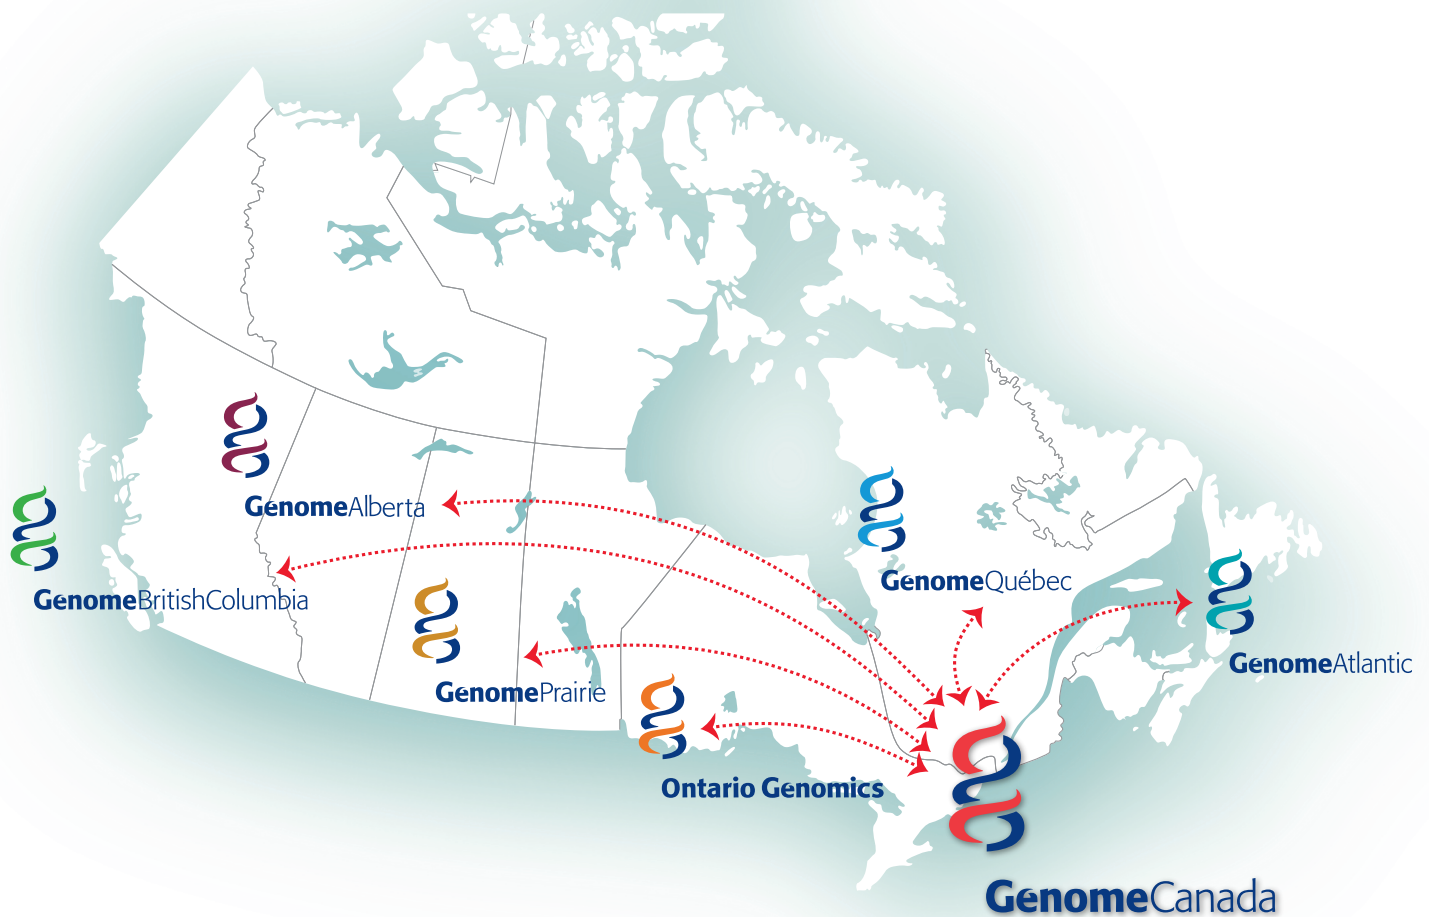 GenomeAlberta
GenomeBritishColumbia
GenomeQuébec
GenomeAtlantic
GenomePrairie
Ontario Genomics
GenomeCanada